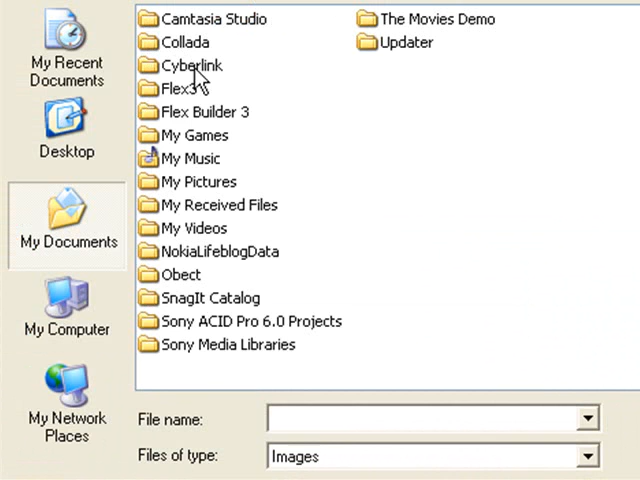 My Recent
Documents
Desktop
My Documents
My Computer
My Network
Places
Camtasia Studio
Collada
Cyberlink
Flex3
Flex Builder 3
My Games
My Music
My Pictures
My Received Files
My Videos
NokiaLifeblogData
Obect
SnagIt Catalog
Sony ACID Pro 6.0 Projects
Sony Media Libraries
The Movies Demo
Updater
File name:
Files of type:
Images